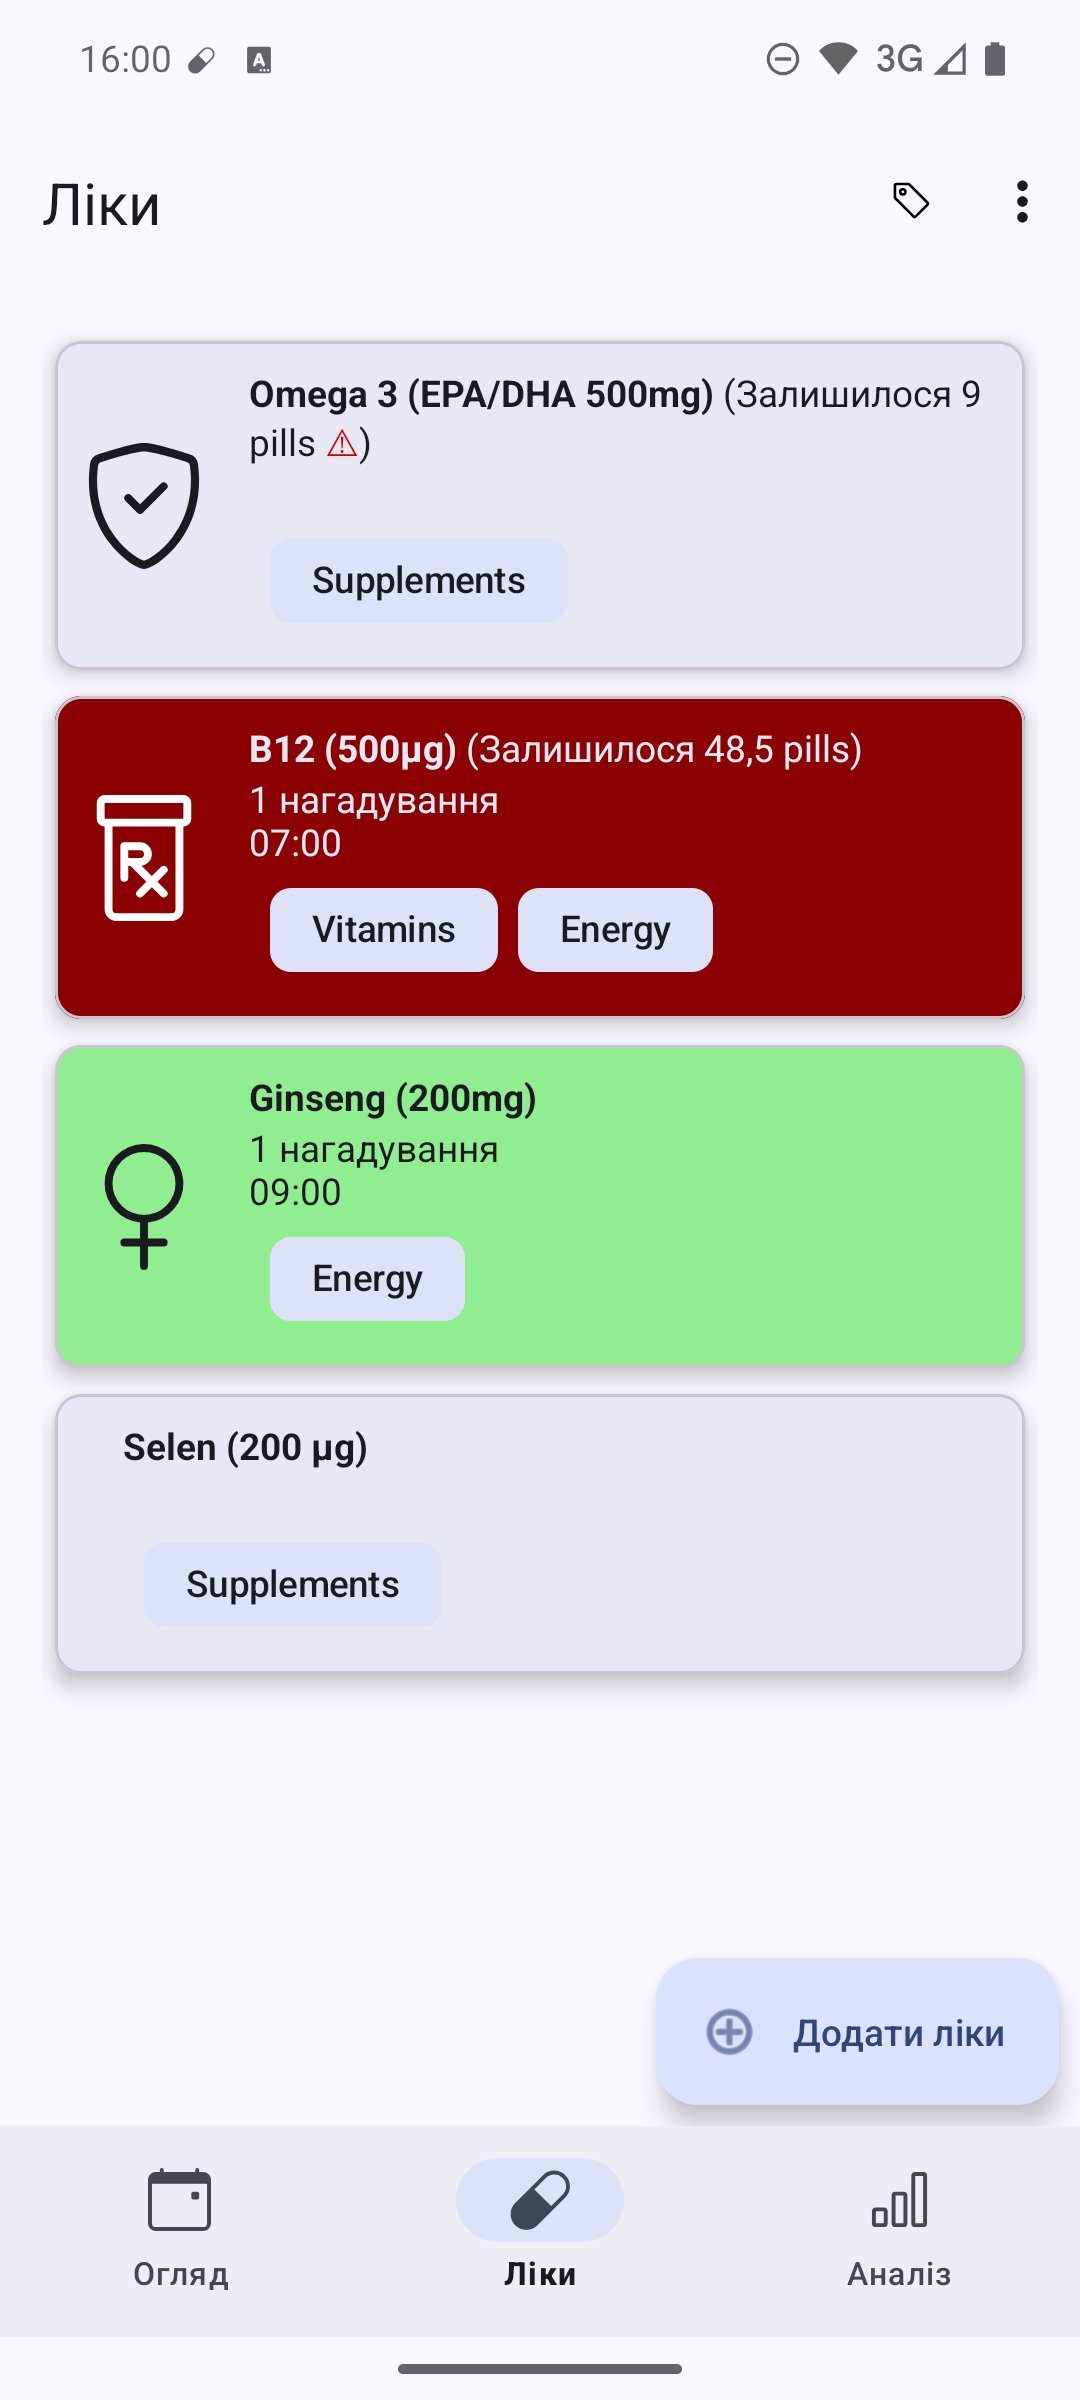 16:00
3G
Ліки
Omega 3 (EPA/DHA 500mg) (Залишилося 9
pills ⚠)
Supplements
B12 (500µg) (Залишилося 48,5 pills)
1 нагадування
07:00
Vitamins Energy
Ginseng (200mg)
1 нагадування
09:00
Energy
Selen (200 µg)
Supplements
Додати ліки
Огляд Ліки Аналіз